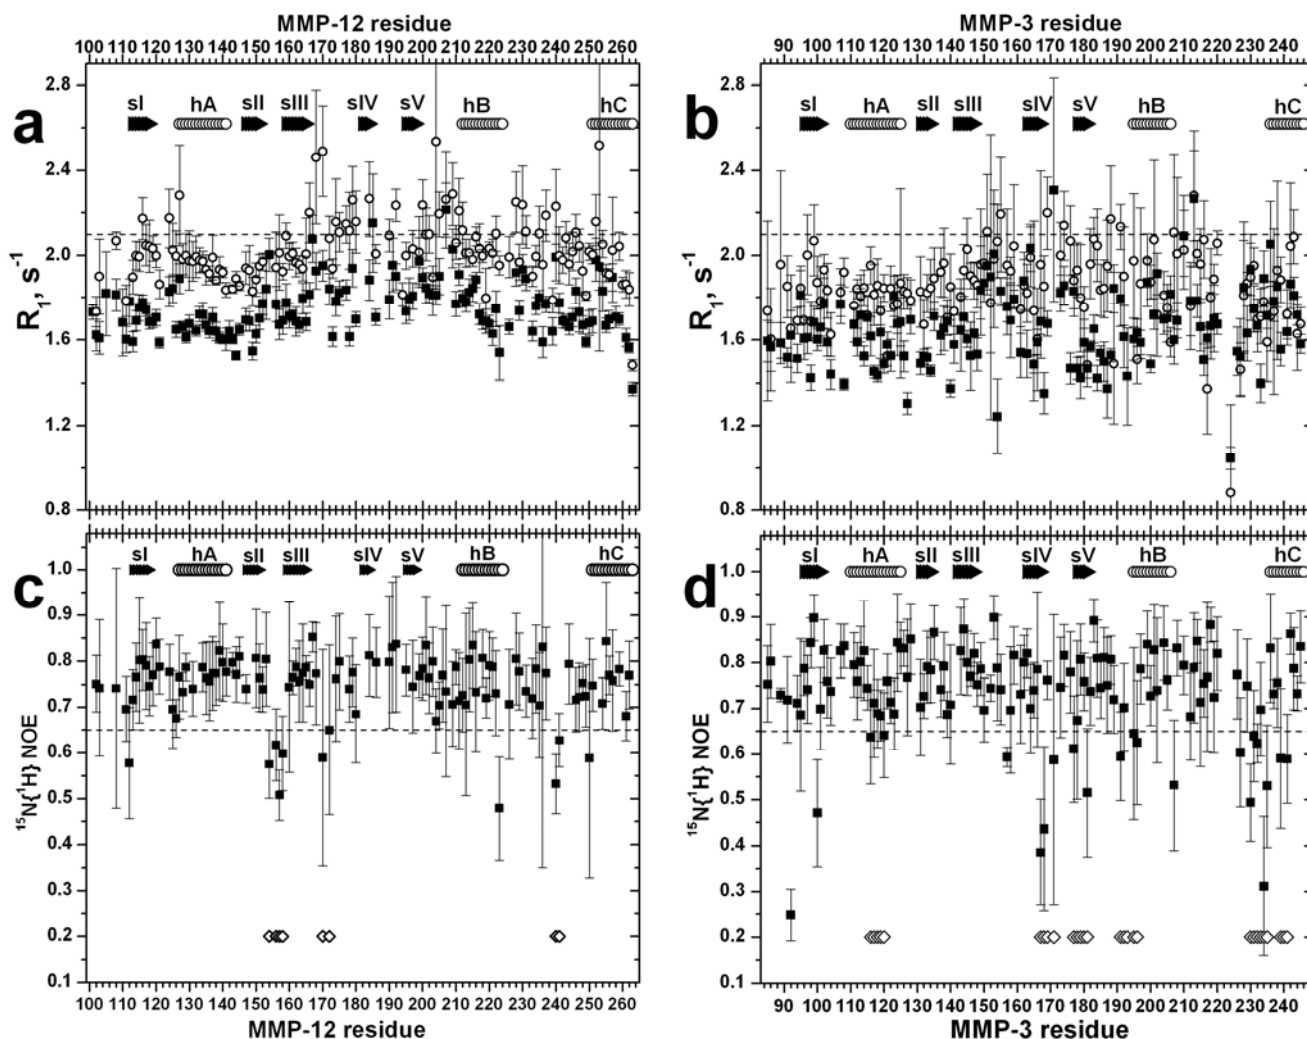 MMP-12 residue
MMP-3 residue
100 110 120 130 140 150 160 170 180 190 200 210 220 230 240 250 260
90 100 110 120 130 140 150 160 170 180 190 200 210 220 230 240
a
sI hA sII sIII sIV sV hB hC
2.8
2.4
2.0
1.6
1.2
0.8
R1, s-1
b
sI hA sII sIII sIV sV hB hC
2.8
2.4
2.0
1.6
1.2
0.8
R1, s-1
c
sI hA sII sIII sIV sV hB hC
1.0
0.9
0.8
0.7
0.6
0.5
0.4
0.3
0.2
0.1
15N{1H} NOE
d
sI hA sII sIII sIV sV hB hC
1.0
0.9
0.8
0.7
0.6
0.5
0.4
0.3
0.2
0.1
15N{1H} NOE
100 110 120 130 140 150 160 170 180 190 200 210 220 230 240 250 260
90 100 110 120 130 140 150 160 170 180 190 200 210 220 230 240
MMP-12 residue
MMP-3 residue